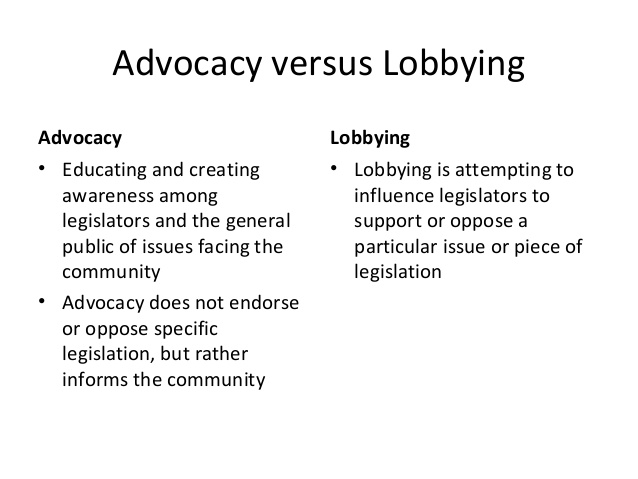 Advocacy versus Lobbying
Advocacy
• Educating and creating
awareness among
legislators and the general
public of issues facing the
community
• Advocacy does not endorse
or oppose specific
legislation, but rather
informs the community
Lobbying
• Lobbying is attempting to
influence legislators to
support or oppose a
particular issue or piece of
legislation